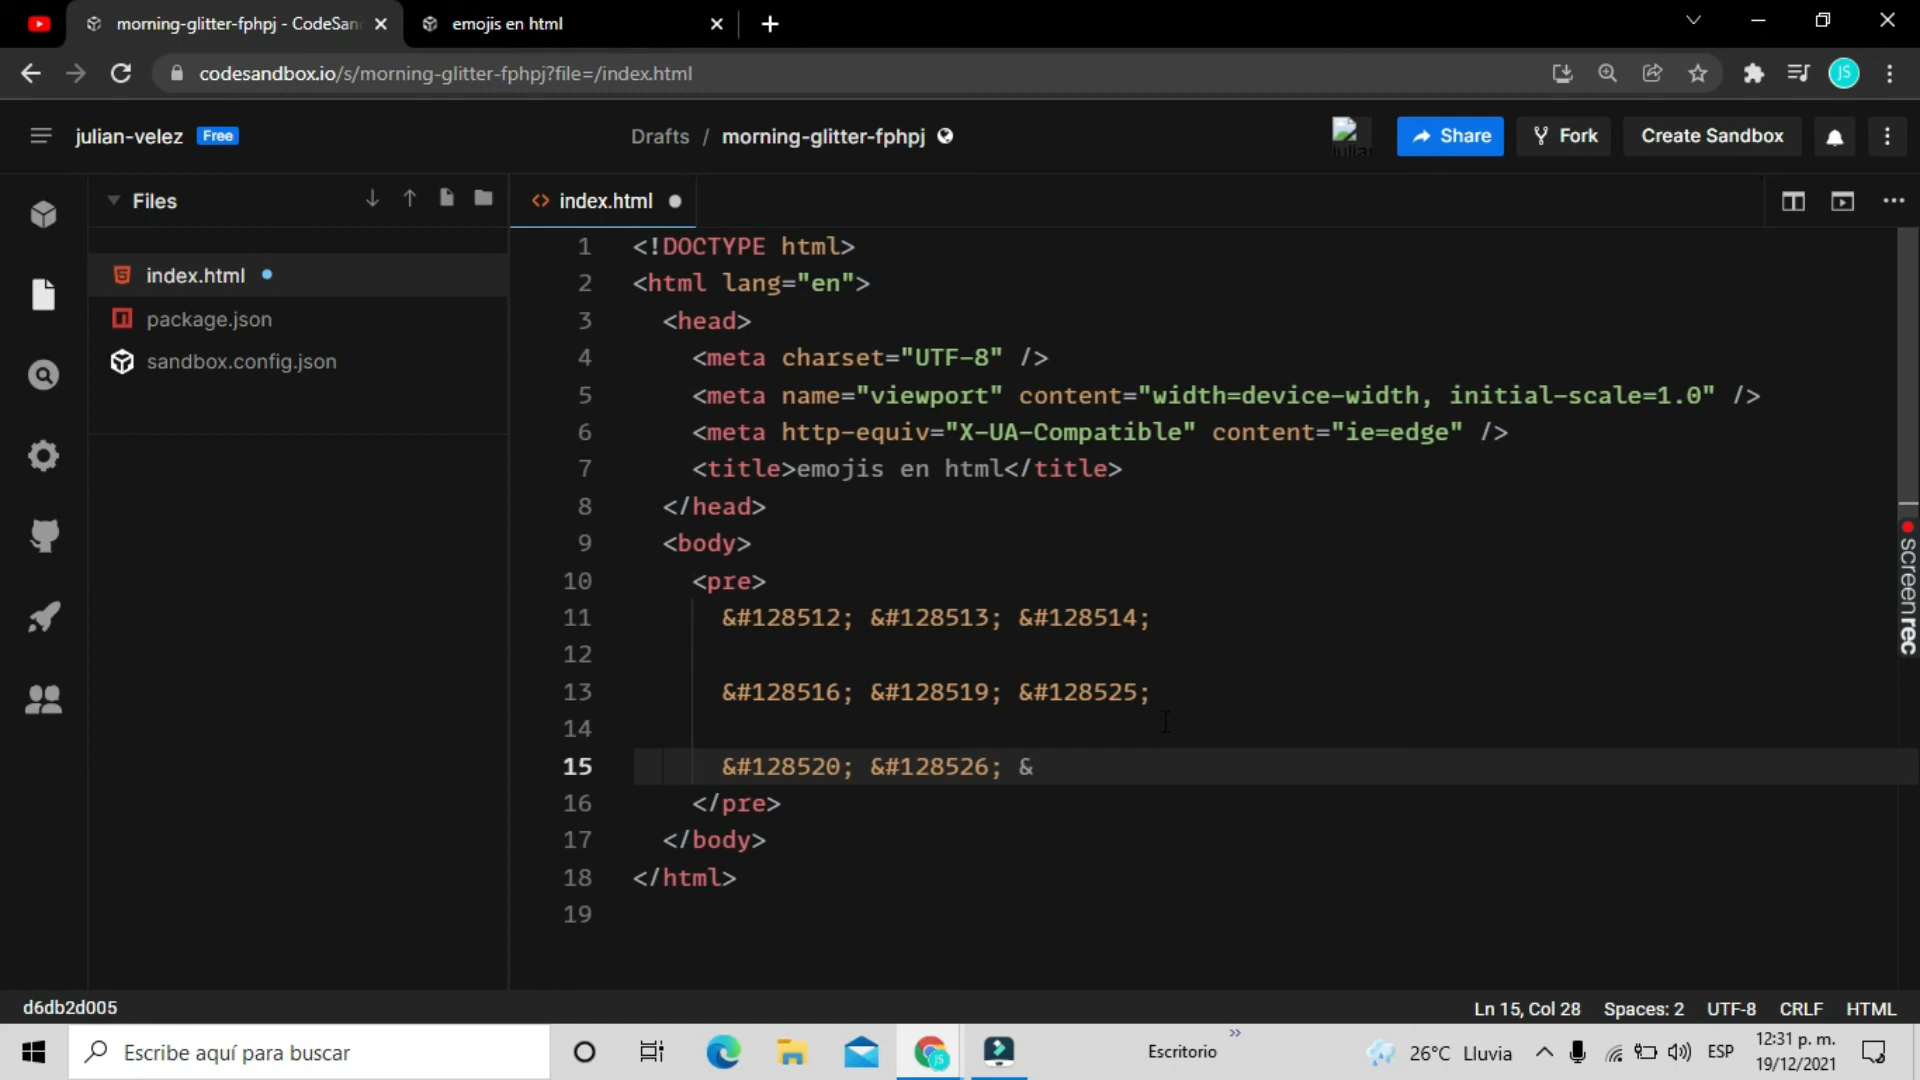 morning-glitter-fphpj - CodeSan
emojis en html
codesandbox.io/s/morning-glitter-fphpj?file=/index.html
JS
julian-velez Free
Drafts / morning-glitter-fphpj
Share
Fork
Create Sandbox
Files
index.html
index.html
package.json
sandbox.config.json
1 <!DOCTYPE html>
2 <html lang="en">
3 <head>
4 <meta charset="UTF-8" />
5 <meta name="viewport" content="width=device-width, initial-scale=1.0" />
6 <meta http-equiv="X-UA-Compatible" content="ie=edge" />
7 <title>emojis en html</title>
8 </head>
9 <body>
10 <pre>
11 &#128512; &#128513; &#128514;
12
13 &#128516; &#128519; &#128525;
14
15 &#128520; &#128526; &
16 </pre>
17 </body>
18 </html>
19
screenrec
d6db2d005
Ln 15, Col 28 Spaces: 2 UTF-8 CRLF HTML
Escribe aquí para buscar
Escritorio
26°C Lluvia
ESP
12:31 p. m.
19/12/2021